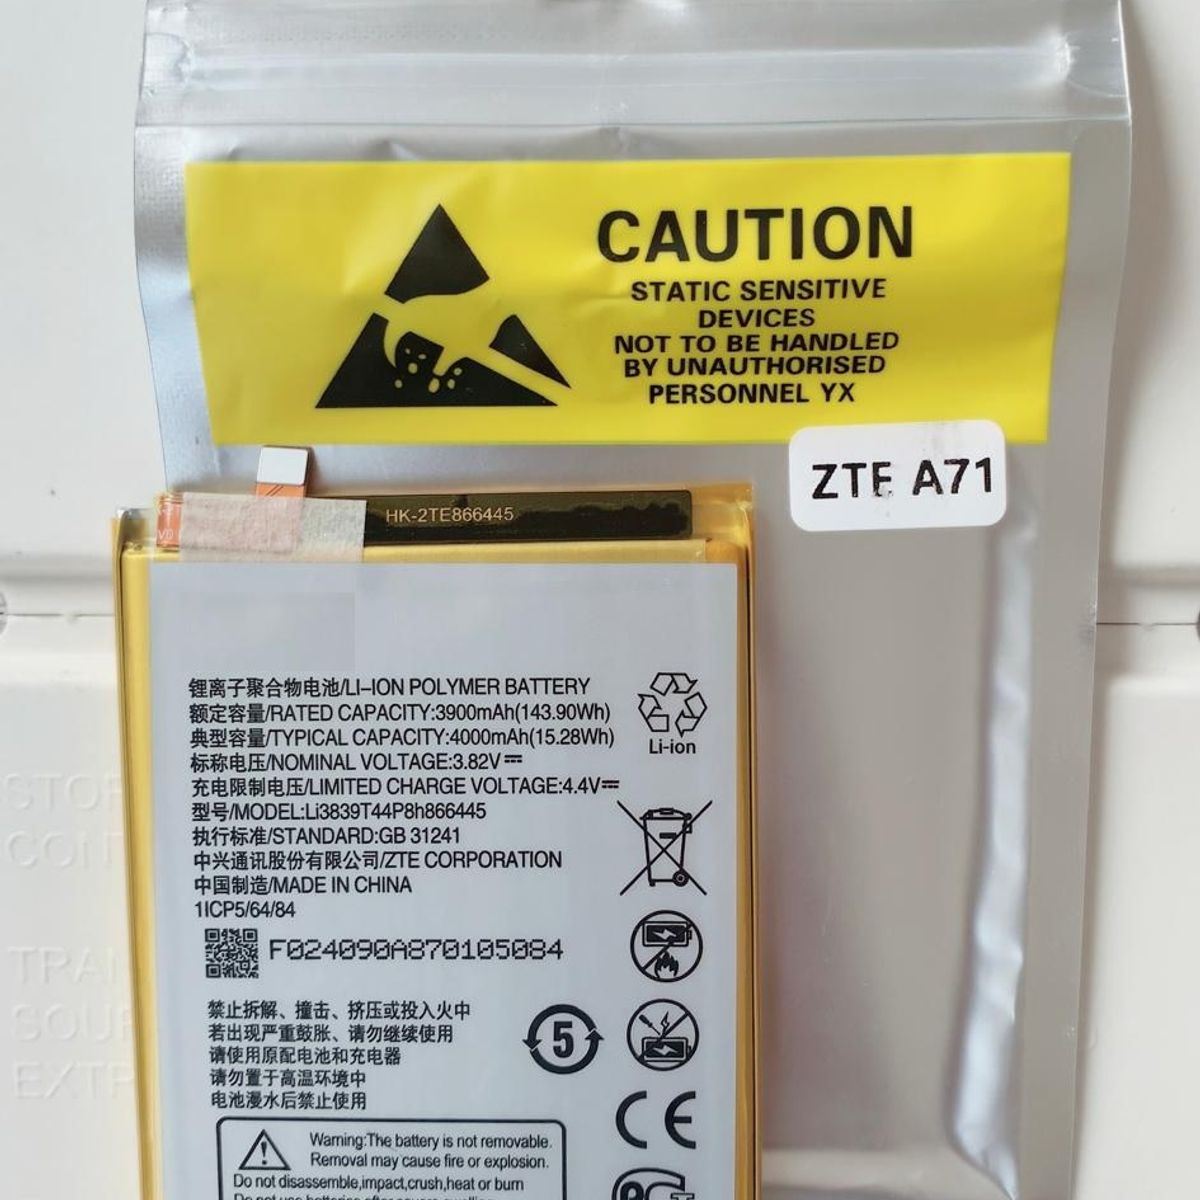 CAUTION
STATIC SENSITIVE
DEVICES
NOT TO BE HANDLED
BY UNAUTHORISED
PERSONNEL YX
ZTE A71
HK-2TE866445
锂离子聚合物电池/LI-ION POLYMER BATTERY
额定容量/RATED CAPACITY:3900mAh(143.90Wh)
典型容量/TYPICAL CAPACITY:4000mAh(15.28Wh)
标称电压/NOMINAL VOLTAGE:3.82V⎓
充电限制电压/LIMITED CHARGE VOLTAGE:4.4V⎓
型号/MODEL:Li3839T44P8h866445
执行标准/STANDARD:GB 31241
中兴通讯股份有限公司/ZTE CORPORATION
中国制造/MADE IN CHINA
1ICP5/64/84
F024090A870105084
Li-ion
禁止拆解、撞击、挤压或投入火中
若出现严重鼓胀、请勿继续使用
请使用原配电池和充电器
请勿置于高温环境中
电池漫水后禁止使用
5
CE
Warning:The battery is not removable.
Removal may cause fire or explosion.
Do not disassemble,impact,crush,heat or burn
Do not use batteries after severe swelling